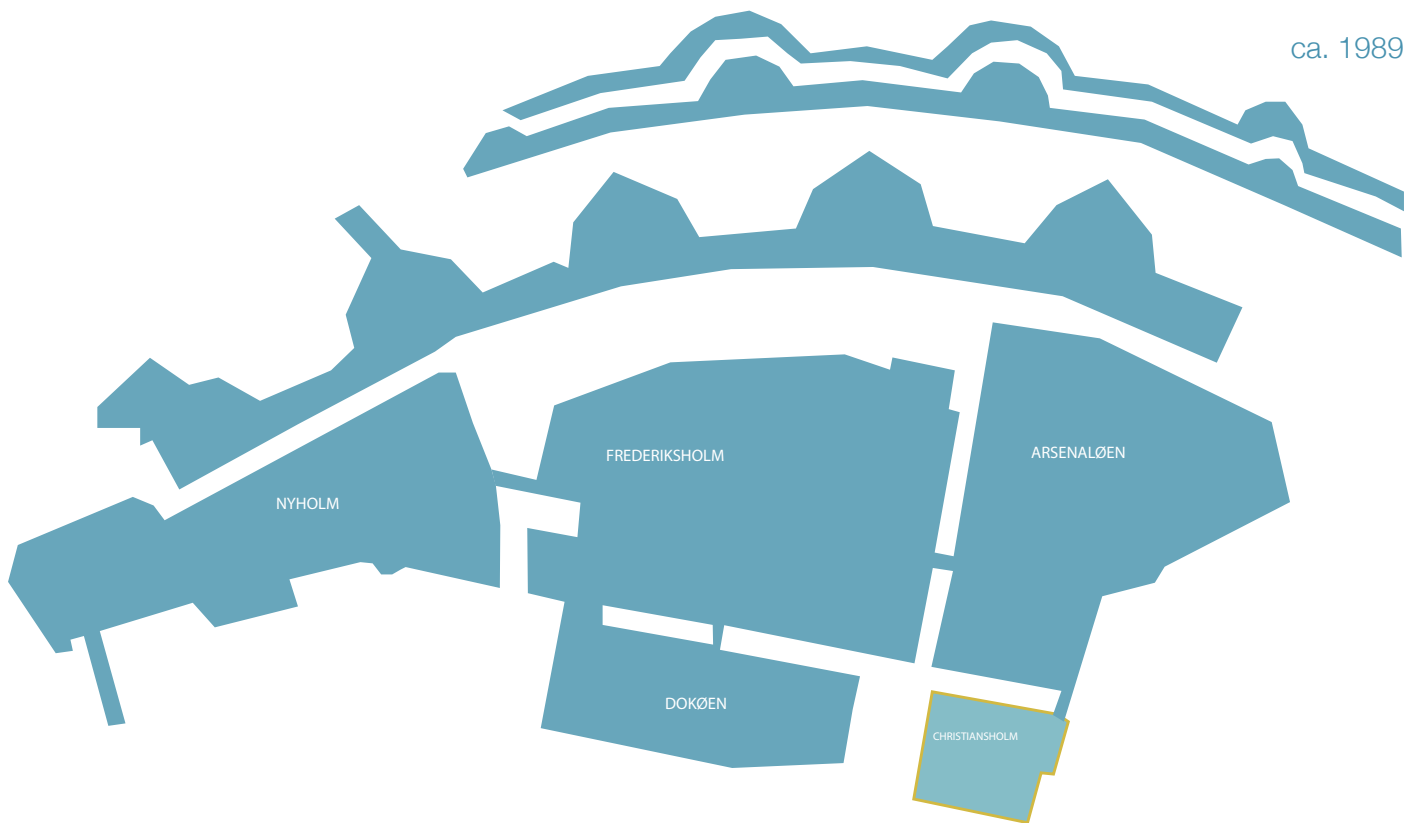 ca. 1989
FREDERIKSHOLM
ARSENALØEN
NYHOLM
DOKØEN
CHRISTIANSHOLM